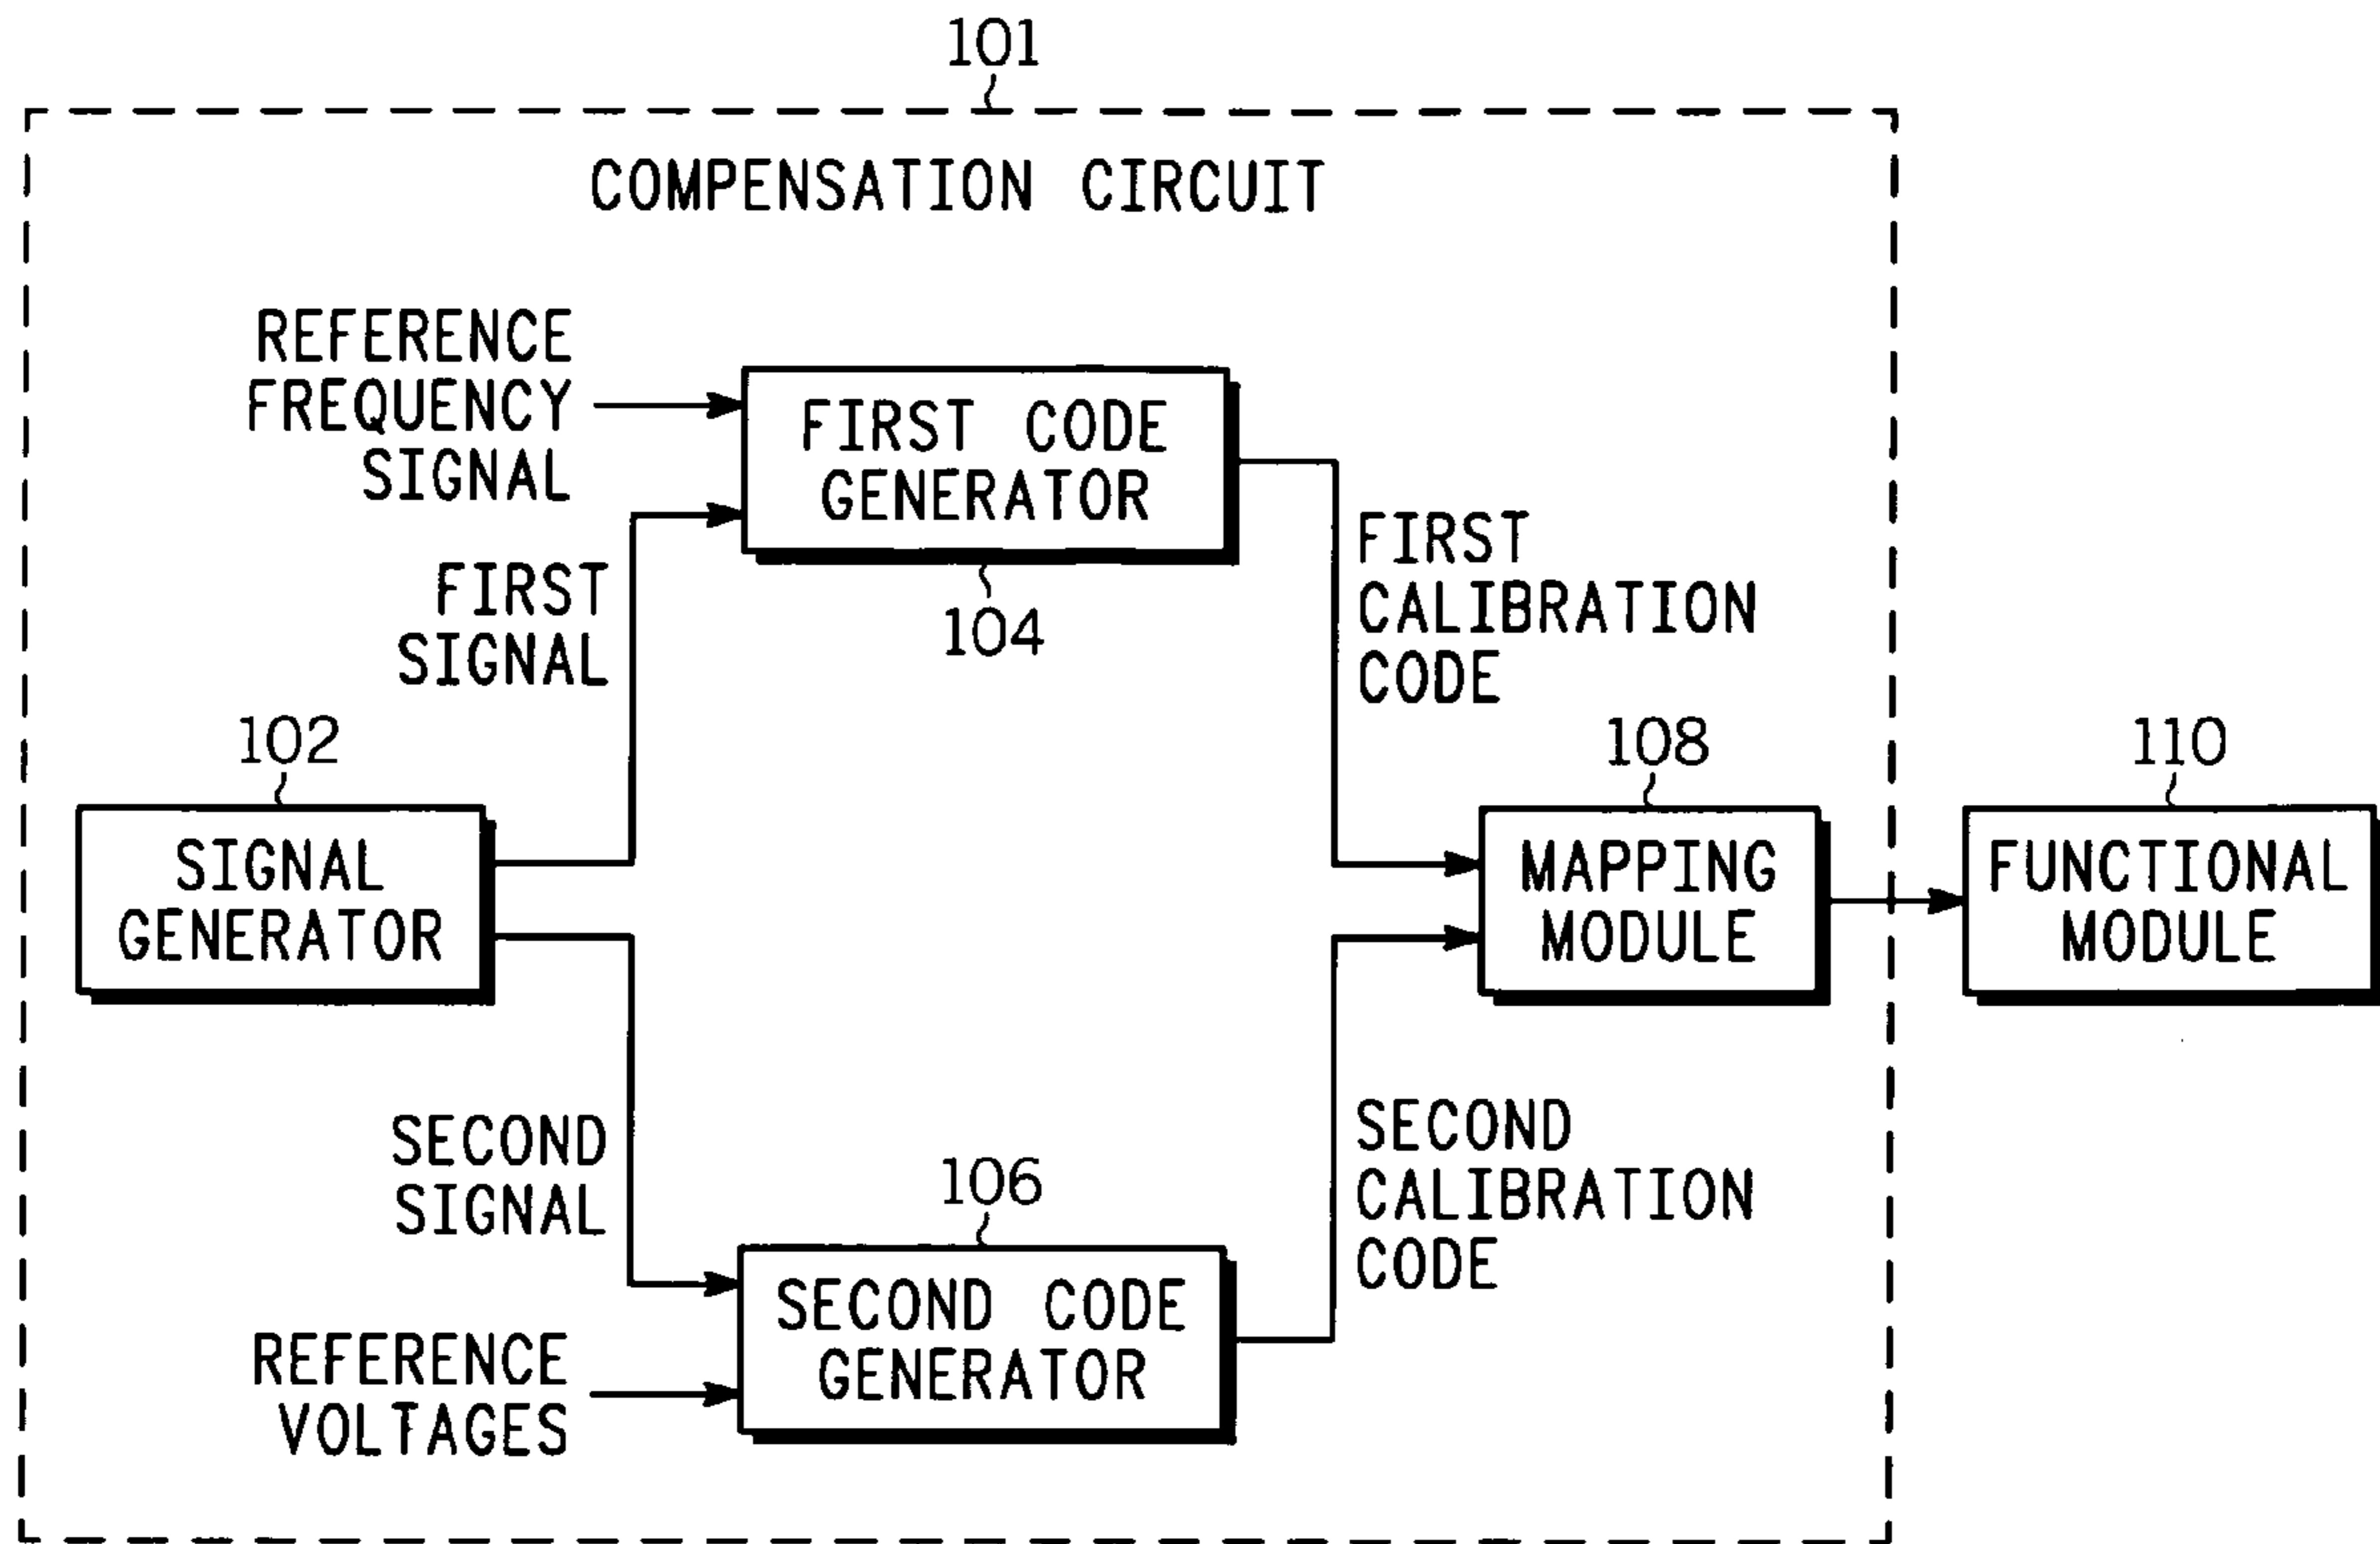 101
COMPENSATION CIRCUIT
REFERENCE
FREQUENCY
SIGNAL
FIRST CODE
GENERATOR
104
FIRST
SIGNAL
FIRST
CALIBRATION
CODE
102
SIGNAL
GENERATOR
108
MAPPING
MODULE
110
FUNCTIONAL
MODULE
SECOND
SIGNAL
106
SECOND CODE
GENERATOR
SECOND
CALIBRATION
CODE
REFERENCE
VOLTAGES